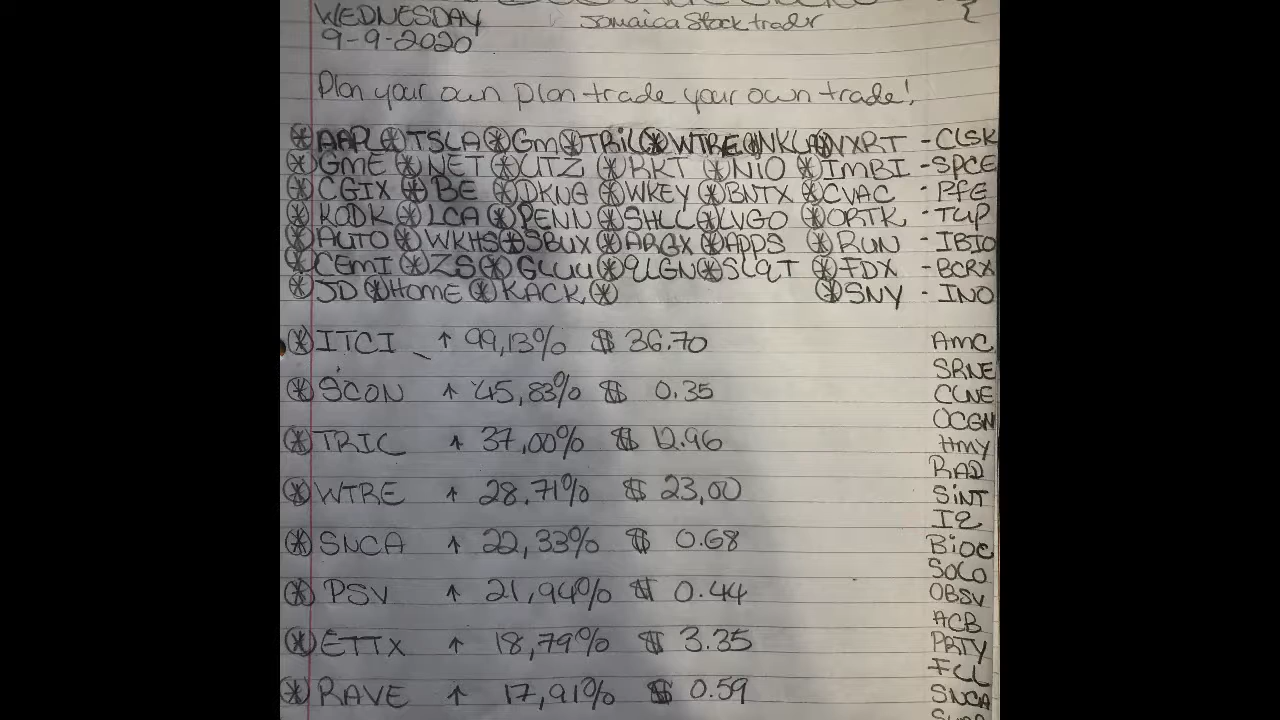 WEDNESDAY Jamaica Stock trader
9-9-2020
Plan your own plan trade your own trade!
AAPL TSLA Gm TRIL WTRE NKLA VXRT - CLSK
GmE NET UTZ RKT NIO ImBI - SPCE
CGIX BE DKNG WKEY BNTX CVAC - PfE
KODK LCA PENN SHLL LVGO ORTK - TUP
AUTO WKHS SBUX ARGX APPS RUN - IBIO
CEmI ZS GLUU QLGN SLQT FDX - BCRX
JD HOmE KACK SNY - INO
ITCI ↑ 99,13% $ 36.70 AmC
SRNE
SCON ↑ 45,83% $ 0.35 CLNE
OCGN
TRIC ↑ 37,00% $ 12.96 HmY
RAD
WTRE ↑ 28.71% $ 23,00 SiNT
IQ
SNCA ↑ 22,33% $ 0.68 BiOC
SOLO
PSV ↑ 21,94% $ 0.44 OBSV
ACB
ETTX ↑ 18,79% $ 3.35 PRTY
FCL
RAVE ↑ 17,91% $ 0.59 SNCA